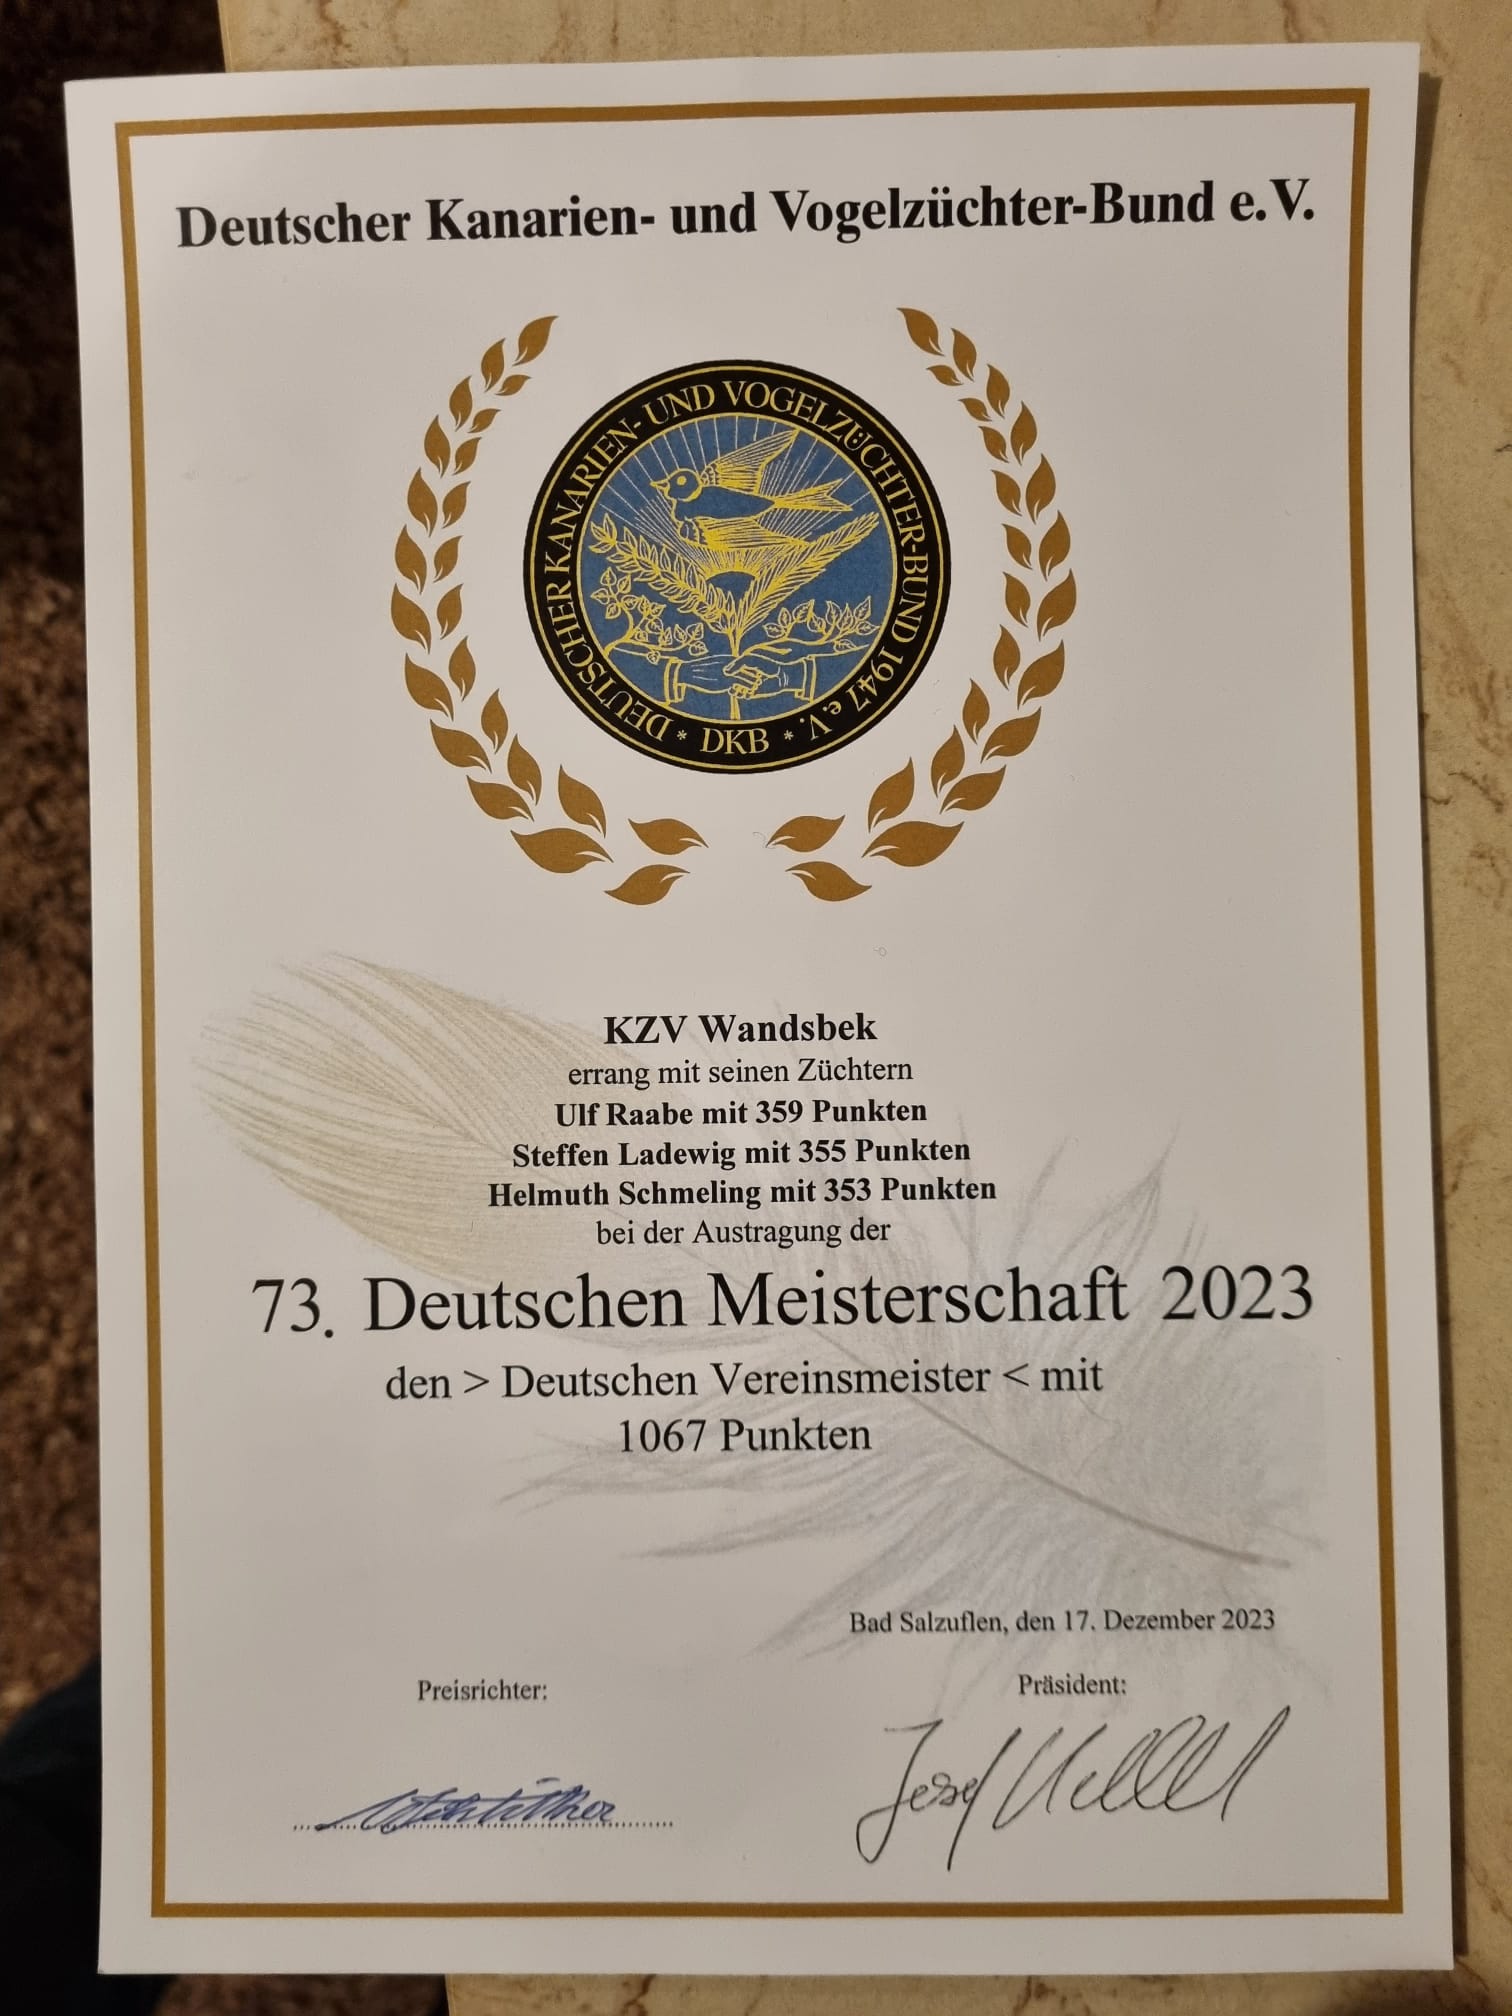 Deutscher Kanarien- und Vogelzüchter-Bund e.V.
DEUTSCHER KANARIEN- UND VOGELZÜCHTER-BUND 1947 e.V.
* DKB *
KZV Wandsbek
errang mit seinen Züchtern
Ulf Raabe mit 359 Punkten
Steffen Ladewig mit 355 Punkten
Helmuth Schmeling mit 353 Punkten
bei der Austragung der
73. Deutschen Meisterschaft 2023
den > Deutschen Vereinsmeister < mit
1067 Punkten
Bad Salzuflen, den 17. Dezember 2023
Preisrichter:
Präsident:
Josef